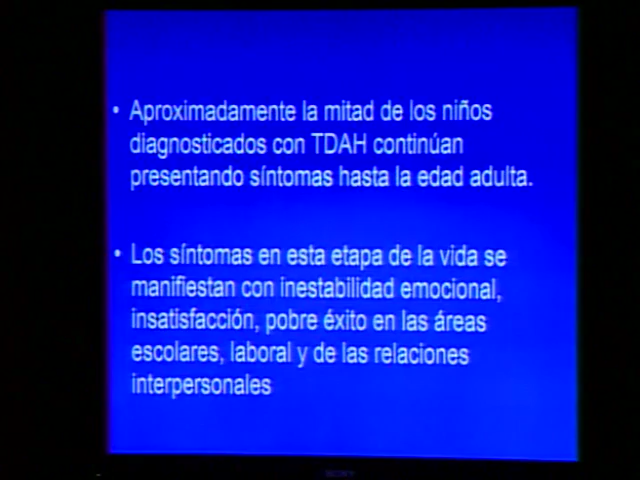 • Aproximadamente la mitad de los niños
diagnosticados con TDAH continúan
presentando síntomas hasta la edad adulta.
• Los síntomas en esta etapa de la vida se
manifiestan con inestabilidad emocional,
insatisfacción, pobre éxito en las áreas
escolares, laboral y de las relaciones
interpersonales
SONY